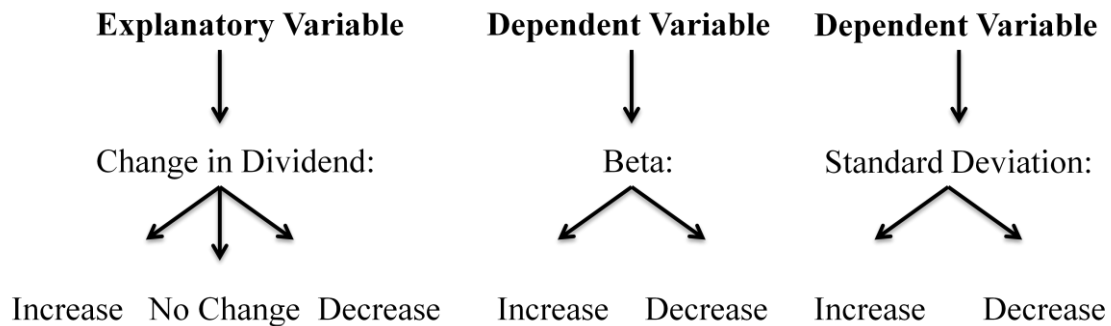 Explanatory Variable Dependent Variable Dependent Variable
Change in Dividend: Beta: Standard Deviation:
Increase No Change Decrease Increase Decrease Increase Decrease